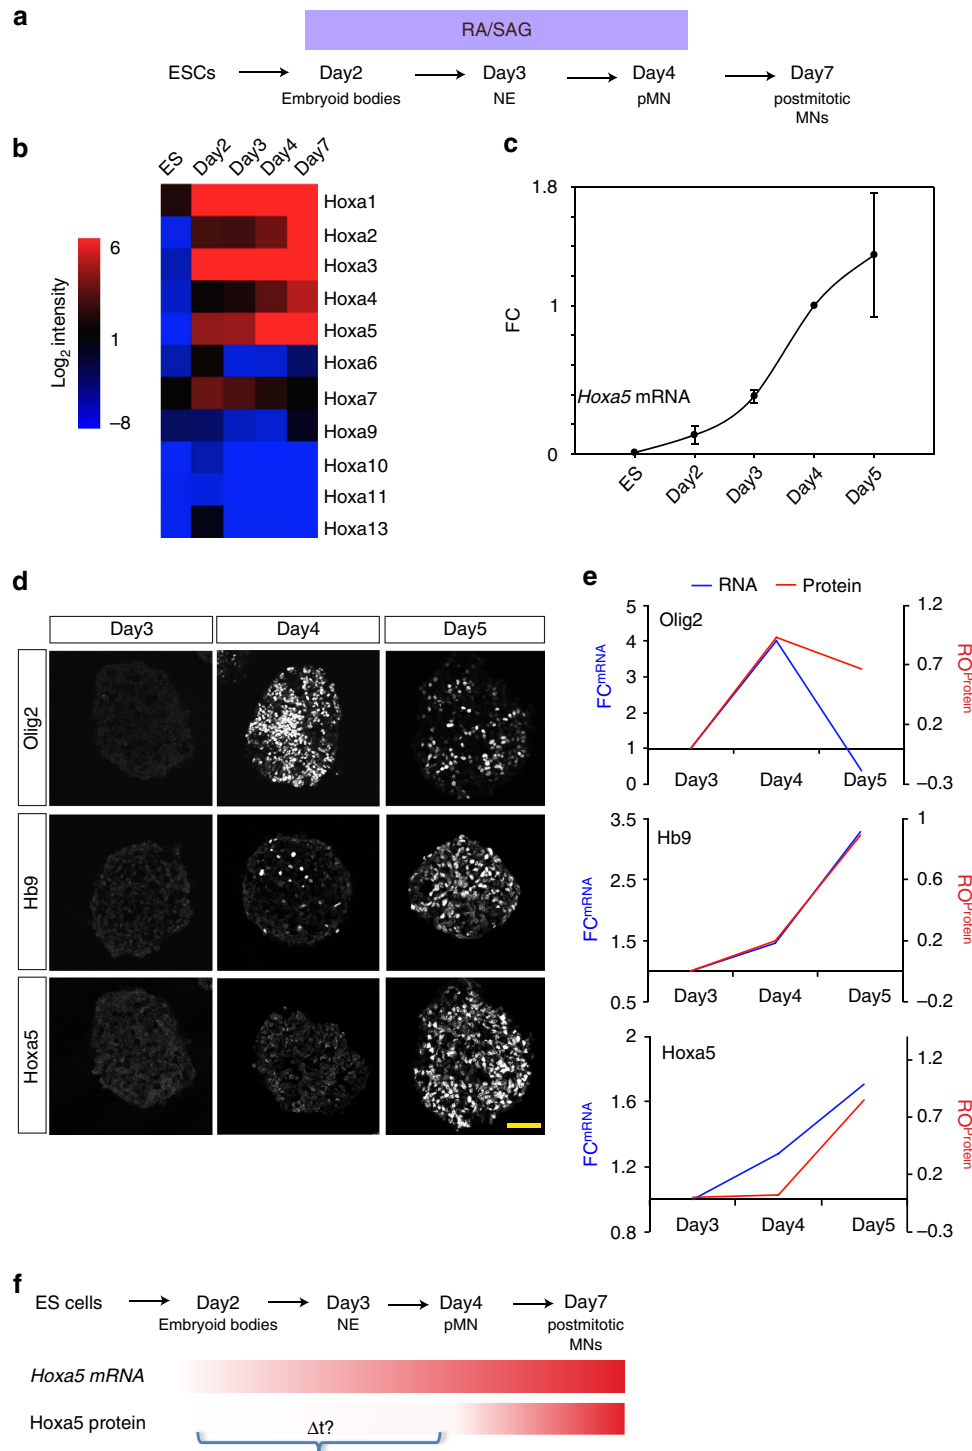 a
RA/SAG
ESCs Day2 Day3 Day4 Day7
Embryoid bodies NE pMN postmitotic
MNs
b
ES Day2 Day3 Day4 Day7
Hoxa1
Hoxa2
Hoxa3
Hoxa4
Hoxa5
Hoxa6
Hoxa7
Hoxa9
Hoxa10
Hoxa11
Hoxa13
Log2 intensity
6
1
–8
c
1.8
1
0
FC
Hoxa5 mRNA
ES Day2 Day3 Day4 Day5
d
Day3 Day4 Day5
Olig2
Hb9
Hoxa5
e
RNA Protein
Olig2
FCmRNA
5
4
3
2
1
0
Day3 Day4 Day5
1.2
0.7
0.2
–0.3
ROProtein
Hb9
FCmRNA
3.5
2.5
1.5
0.5
Day3 Day4 Day5
1
0.6
0.2
–0.2
ROProtein
Hoxa5
FCmRNA
2
1.6
1.2
0.8
Day3 Day4 Day5
1.2
0.7
0.2
–0.3
ROProtein
f
ES cells Day2 Day3 Day4 Day7
Embryoid bodies NE pMN postmitotic
MNs
Hoxa5 mRNA
Hoxa5 protein
Δt?